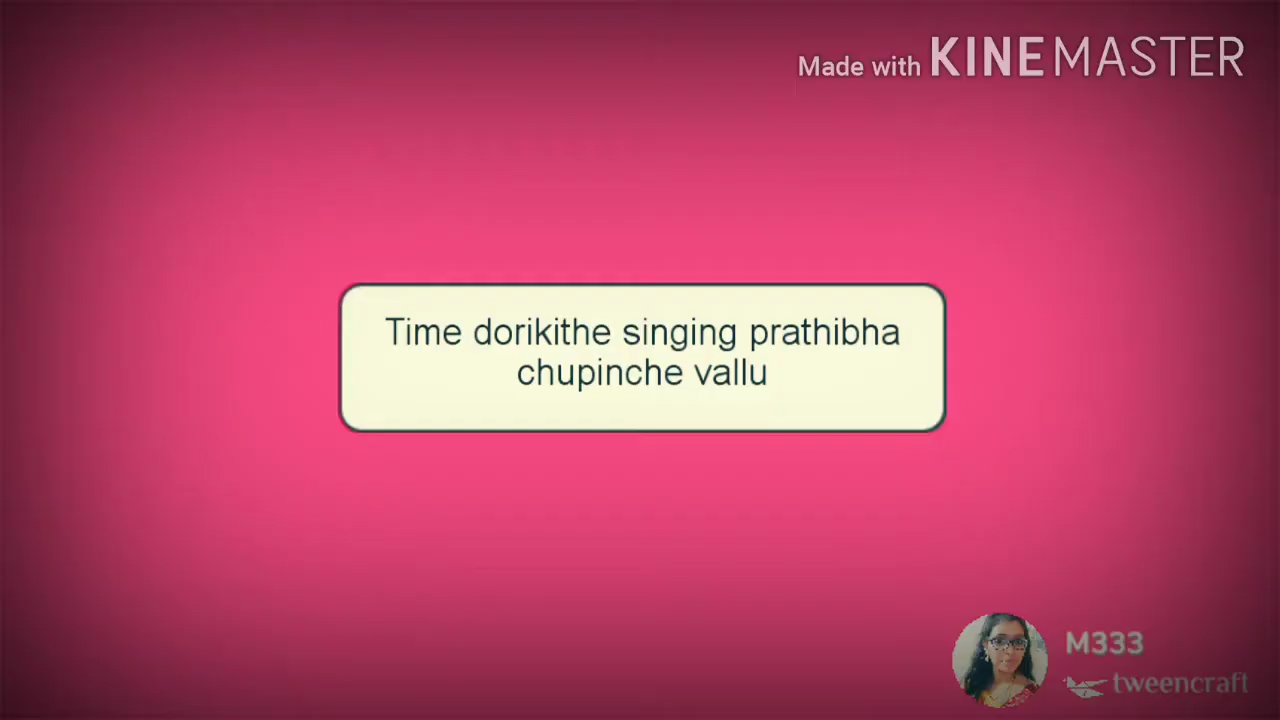 Made with KINEMASTER
Time dorikithe singing prathibha
chupinche vallu
M333
tweencraft